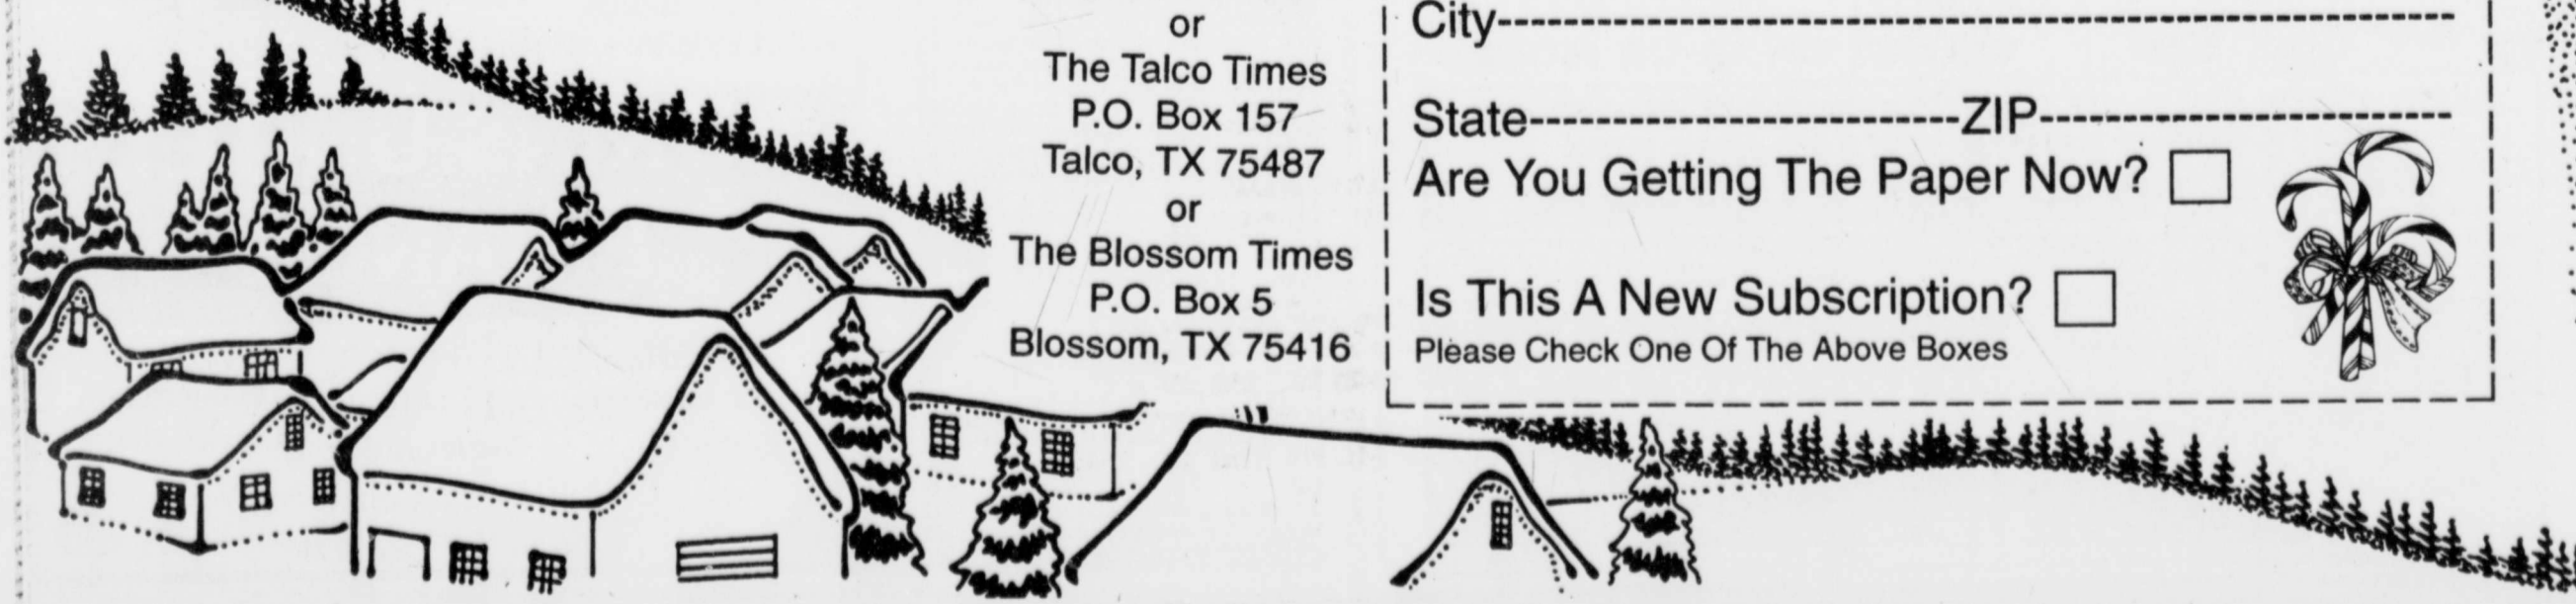 or
The Talco Times
P.O. Box 157
Talco, TX 75487
or
The Blossom Times
P.O. Box 5
Blossom, TX 75416
City
State ZIP
Are You Getting The Paper Now?
Is This A New Subscription?
Please Check One Of The Above Boxes